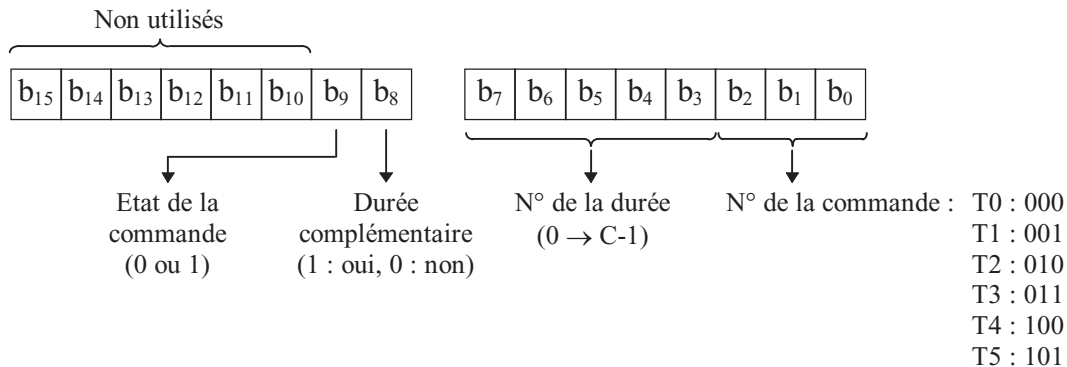 Non utilisés
b15 b14 b13 b12 b11 b10 b9 b8 b7 b6 b5 b4 b3 b2 b1 b0
Etat de la commande (0 ou 1)
Durée complémentaire (1 : oui, 0 : non)
N° de la durée (0 → C-1)
N° de la commande : T0 : 000
T1 : 001
T2 : 010
T3 : 011
T4 : 100
T5 : 101